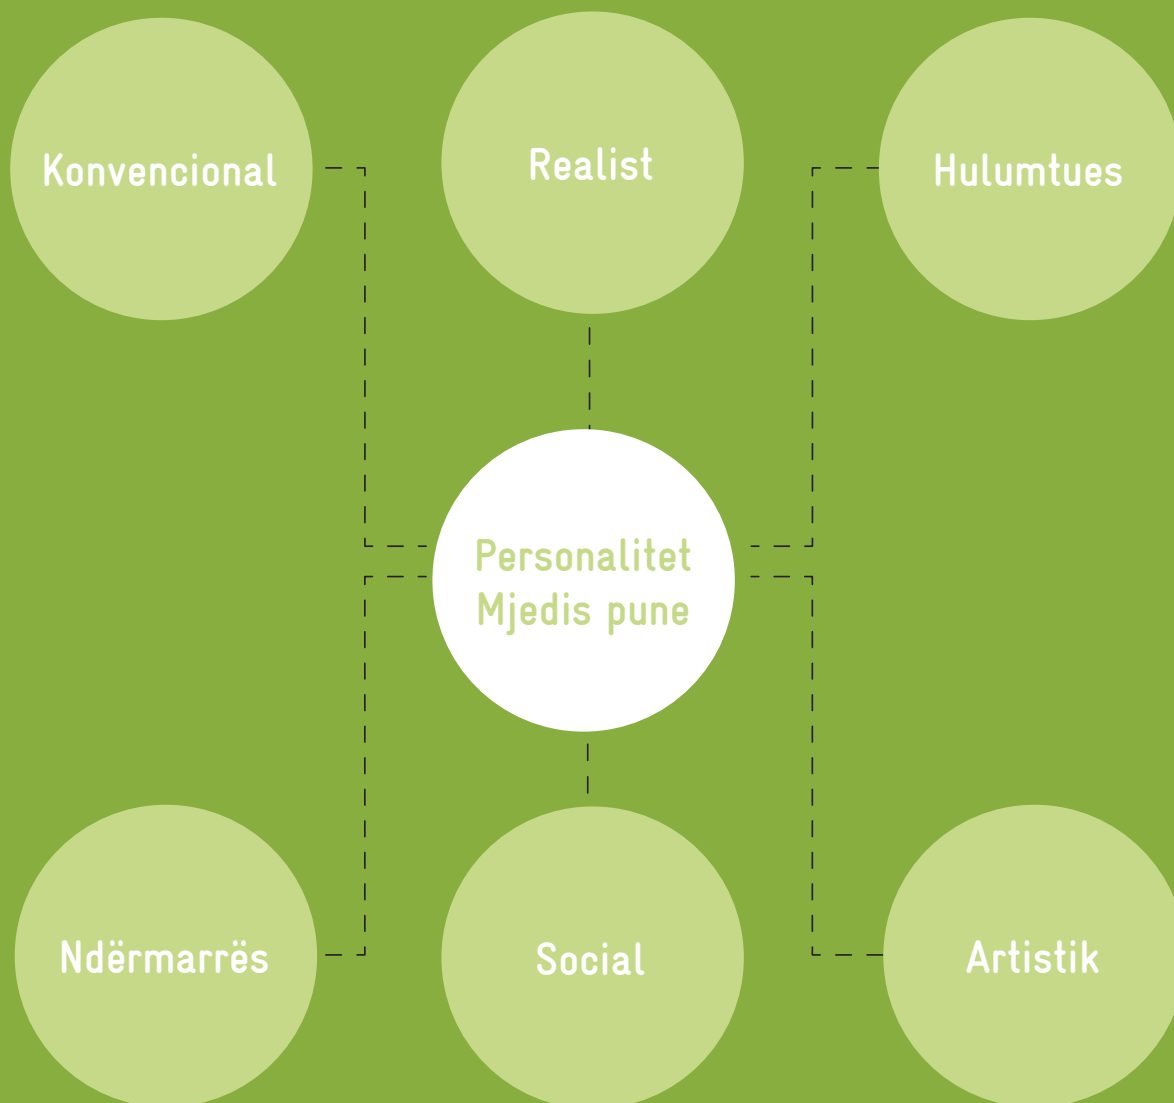 Konvencional
Realist
Hulumtues
Personalitet
Mjedis pune
Ndërmarrës
Social
Artistik